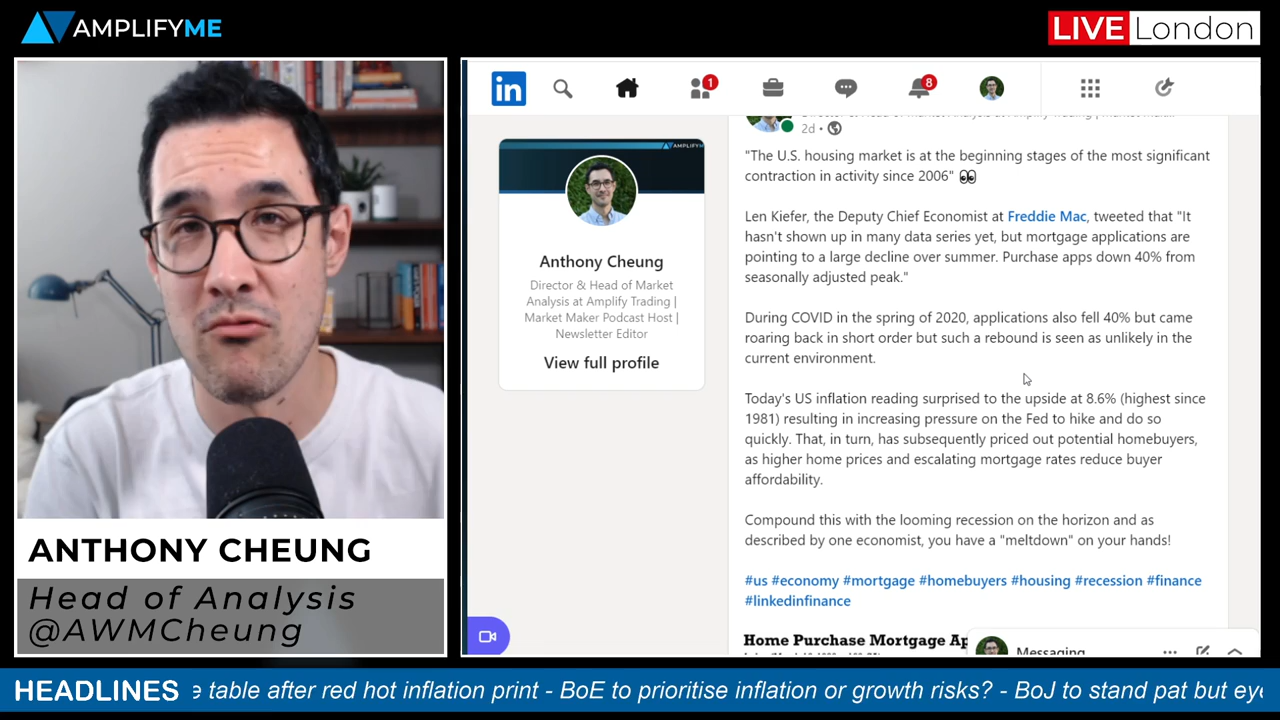 AMPLIFYME
LIVE London
in
1
8
2d •
"The U.S. housing market is at the beginning stages of the most significant
contraction in activity since 2006" 👀
Len Kiefer, the Deputy Chief Economist at Freddie Mac, tweeted that "It
hasn't shown up in many data series yet, but mortgage applications are
pointing to a large decline over summer. Purchase apps down 40% from
seasonally adjusted peak."
During COVID in the spring of 2020, applications also fell 40% but came
roaring back in short order but such a rebound is seen as unlikely in the
current environment.
Today's US inflation reading surprised to the upside at 8.6% (highest since
1981) resulting in increasing pressure on the Fed to hike and do so
quickly. That, in turn, has subsequently priced out potential homebuyers,
as higher home prices and escalating mortgage rates reduce buyer
affordability.
Compound this with the looming recession on the horizon and as
described by one economist, you have a "meltdown" on your hands!
#us #economy #mortgage #homebuyers #housing #recession #finance
#linkedinfinance
Home Purchase Mortgage Ap
Messaging
AMPLIFYM
Anthony Cheung
Director & Head of Market
Analysis at Amplify Trading |
Market Maker Podcast Host |
Newsletter Editor
View full profile
ANTHONY CHEUNG
Head of Analysis
@AWMCheung
HEADLINES e table after red hot inflation print - BoE to prioritise inflation or growth risks? - BoJ to stand pat but eye